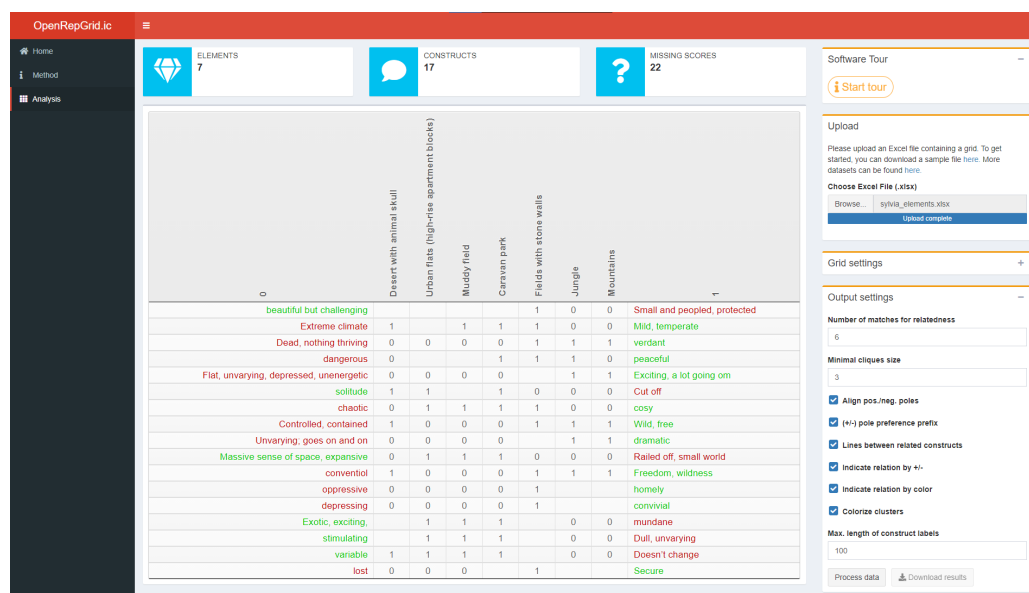 OpenRepGrid.ic
Home
Method
Analysis
ELEMENTS
7
CONSTRUCTS
17
MISSING SCORES
22
0 Desert with animal skull Urban flats (high-rise apartment blocks) Muddy field Caravan park Fields with stone walls Jungle Mountains 1
beautiful but challenging 1 0 0 Small and peopled, protected
Extreme climate 1 1 1 1 0 0 Mild, temperate
Dead, nothing thriving 0 0 0 0 1 1 1 verdant
dangerous 0 1 1 1 0 peaceful
Flat, unvarying, depressed, unenergetic 0 0 0 0 1 1 Exciting, a lot going om
solitude 1 1 1 0 0 0 Cut off
chaotic 0 1 1 1 1 0 0 cosy
Controlled, contained 1 0 0 0 1 1 1 Wild, free
Unvarying; goes on and on 0 0 0 0 1 1 dramatic
Massive sense of space, expansive 0 1 1 1 0 0 0 Railed off, small world
conventiol 1 0 0 0 1 1 1 Freedom, wildness
oppressive 0 0 0 0 1 homely
depressing 0 0 0 0 1 convivial
Exotic, exciting, 1 1 1 0 0 mundane
stimulating 1 1 1 0 0 Dull, unvarying
variable 1 1 1 1 0 0 Doesn't change
lost 0 0 0 1 Secure
Software Tour
Start tour
Upload
Please upload an Excel file containing a grid. To get
started, you can download a sample file here. More
datasets can be found here.
Choose Excel File (.xlsx)
Browse... sylvia_elements.xlsx
Upload complete
Grid settings
Output settings
Number of matches for relatedness
6
Minimal cliques size
3
Align pos./neg. poles
(+/-) pole preference prefix
Lines between related constructs
Indicate relation by +/-
Indicate relation by color
Colorize clusters
Max. length of construct labels
100
Process data Download results